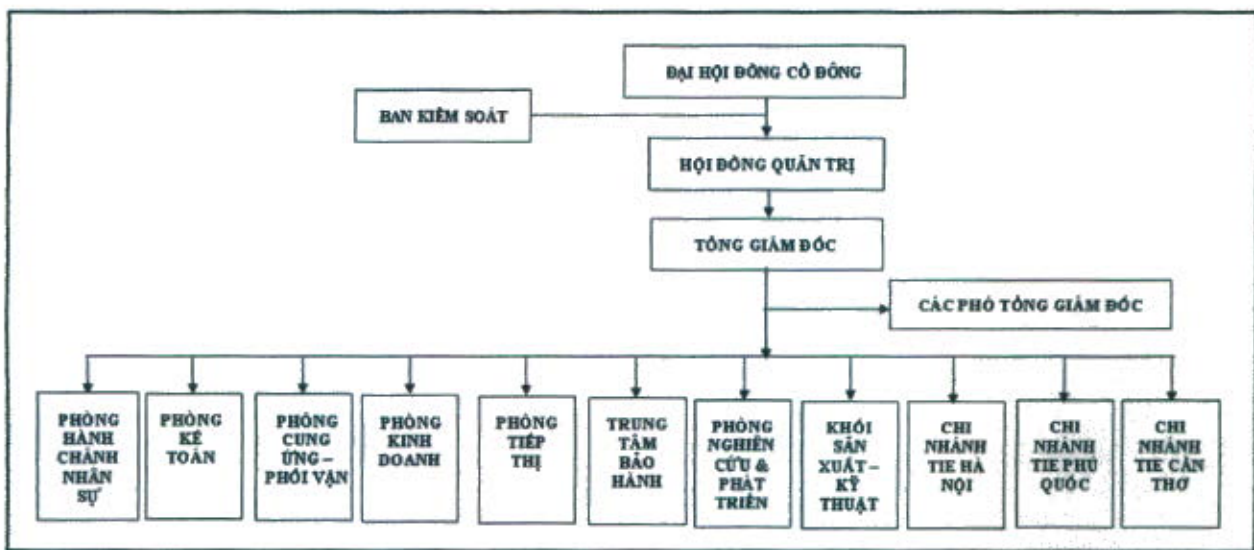 ĐẠI HỘI ĐỒNG CỔ ĐÔNG
BAN KIỂM SOÁT
HỘI ĐỒNG QUẢN TRỊ
TỔNG GIÁM ĐỐC
CÁC PHÓ TỔNG GIÁM ĐỐC
PHÒNG
HÀNH
CHÁNH
NHÂN
SỰ
PHÒNG
KẾ
TOÁN
PHÒNG
CUNG
ỨNG –
PHỐI VẬN
PHÒNG
KINH
DOANH
PHÒNG
TIẾP
THỊ
TRUNG
TÂM
BẢO
HÀNH
PHÒNG
NGHIÊN
CỨU &
PHÁT
TRIỂN
KHỐI
SẢN
XUẤT –
KỸ
THUẬT
CHI
NHÁNH
TIE HÀ
NỘI
CHI
NHÁNH
TIE PHÚ
QUỐC
CHI
NHÁNH
TIE CẦN
THƠ